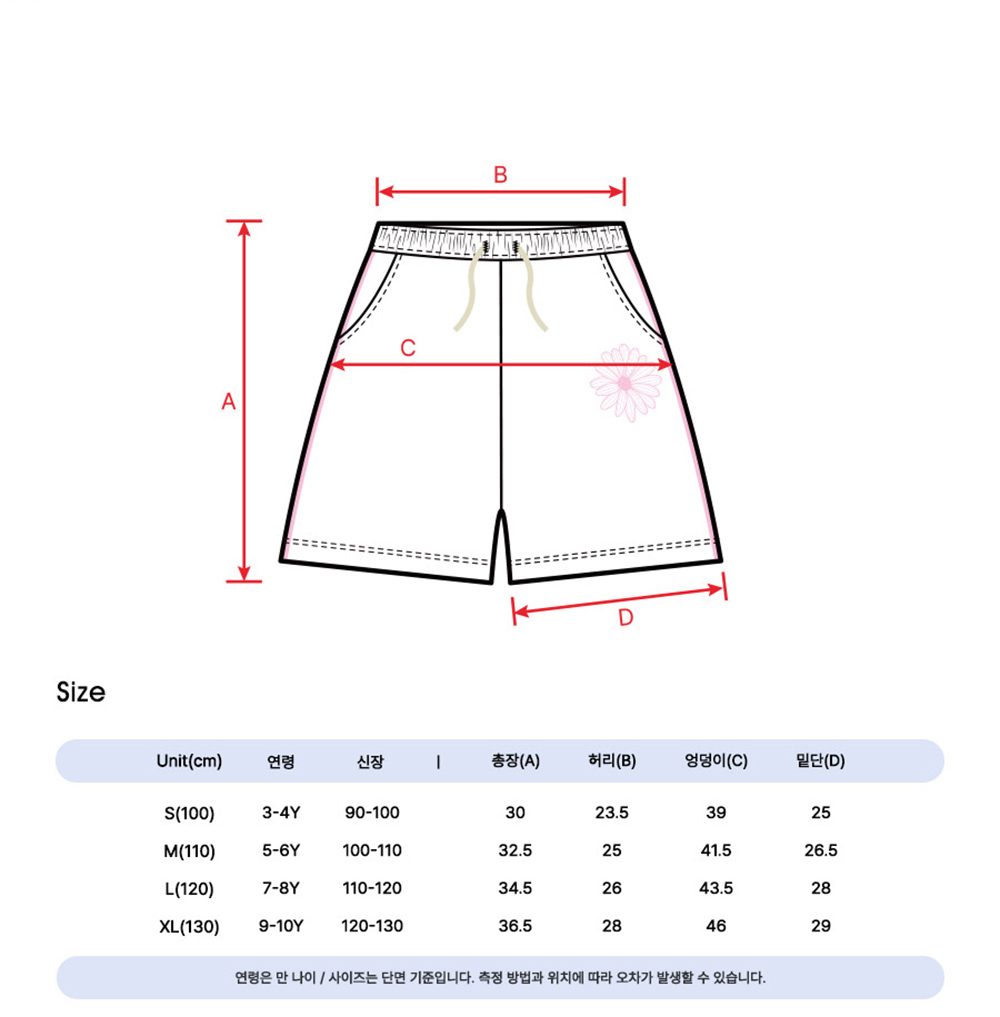 B
C
A
D
Size
Unit(cm) 연령 신장 | 총장(A) 허리(B) 엉덩이(C) 밑단(D)
S(100) 3-4Y 90-100 30 23.5 39 25
M(110) 5-6Y 100-110 32.5 25 41.5 26.5
L(120) 7-8Y 110-120 34.5 26 43.5 28
XL(130) 9-10Y 120-130 36.5 28 46 29
연령은 만 나이 / 사이즈는 단면 기준입니다. 측정 방법과 위치에 따라 오차가 발생할 수 있습니다.